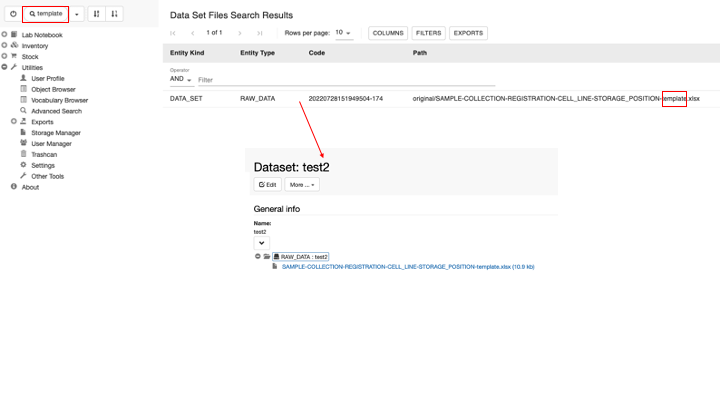 template
Lab Notebook
Inventory
Stock
Utilities
User Profile
Object Browser
Vocabulary Browser
Advanced Search
Exports
Storage Manager
User Manager
Trashcan
Settings
Other Tools
About
Data Set Files Search Results
1 of 1
Rows per page: 10
COLUMNS
FILTERS
EXPORTS
Entity Kind Entity Type Code Path
Operator
AND
Filter
DATA_SET RAW_DATA 20220728151949504-174 original/SAMPLE-COLLECTION-REGISTRATION-CELL_LINE-STORAGE_POSITION-template.xlsx
Dataset: test2
Edit
More ...
General info
Name:
test2
RAW_DATA : test2
SAMPLE-COLLECTION-REGISTRATION-CELL_LINE-STORAGE_POSITION-template.xlsx (10.9 kb)